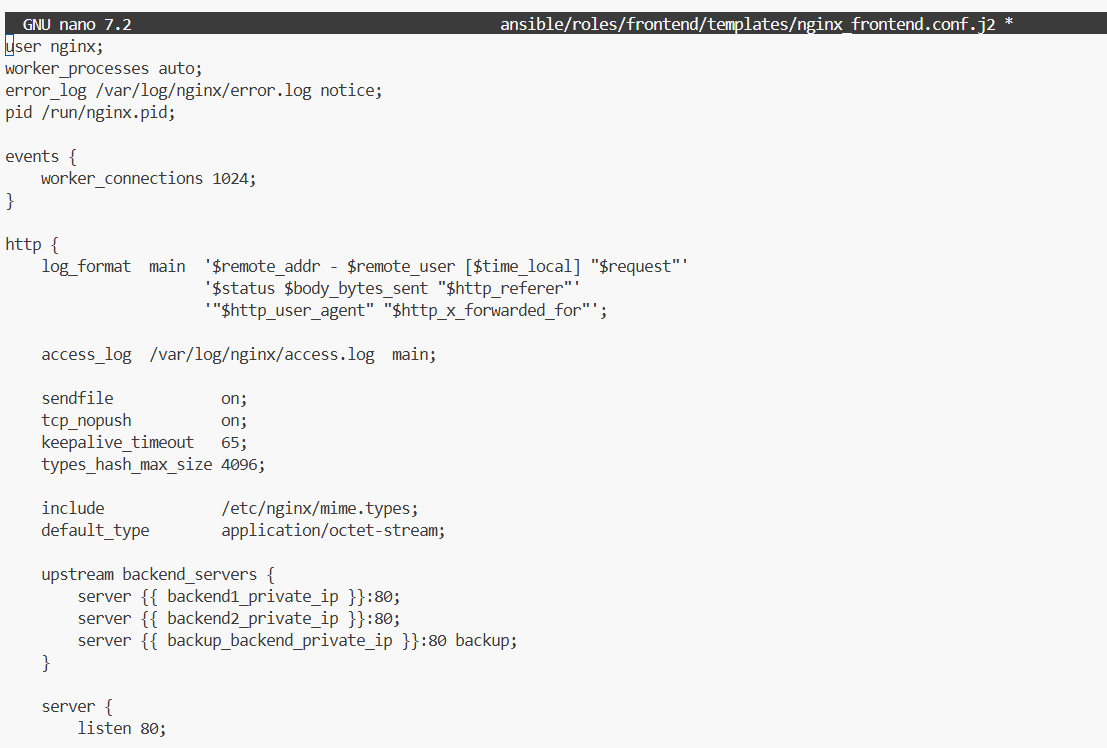 GNU nano 7.2 ansible/roles/frontend/templates/nginx_frontend.conf.j2 *
user nginx;
worker_processes auto;
error_log /var/log/nginx/error.log notice;
pid /run/nginx.pid;
events {
    worker_connections 1024;
}
http {
    log_format  main  '$remote_addr - $remote_user [$time_local] "$request"'
                      '$status $body_bytes_sent "$http_referer"'
                      '"$http_user_agent" "$http_x_forwarded_for"';
    access_log  /var/log/nginx/access.log  main;
    sendfile            on;
    tcp_nopush          on;
    keepalive_timeout   65;
    types_hash_max_size 4096;
    include             /etc/nginx/mime.types;
    default_type        application/octet-stream;
    upstream backend_servers {
        server {{ backend1_private_ip }}:80;
        server {{ backend2_private_ip }}:80;
        server {{ backup_backend_private_ip }}:80 backup;
    }
    server {
        listen 80;